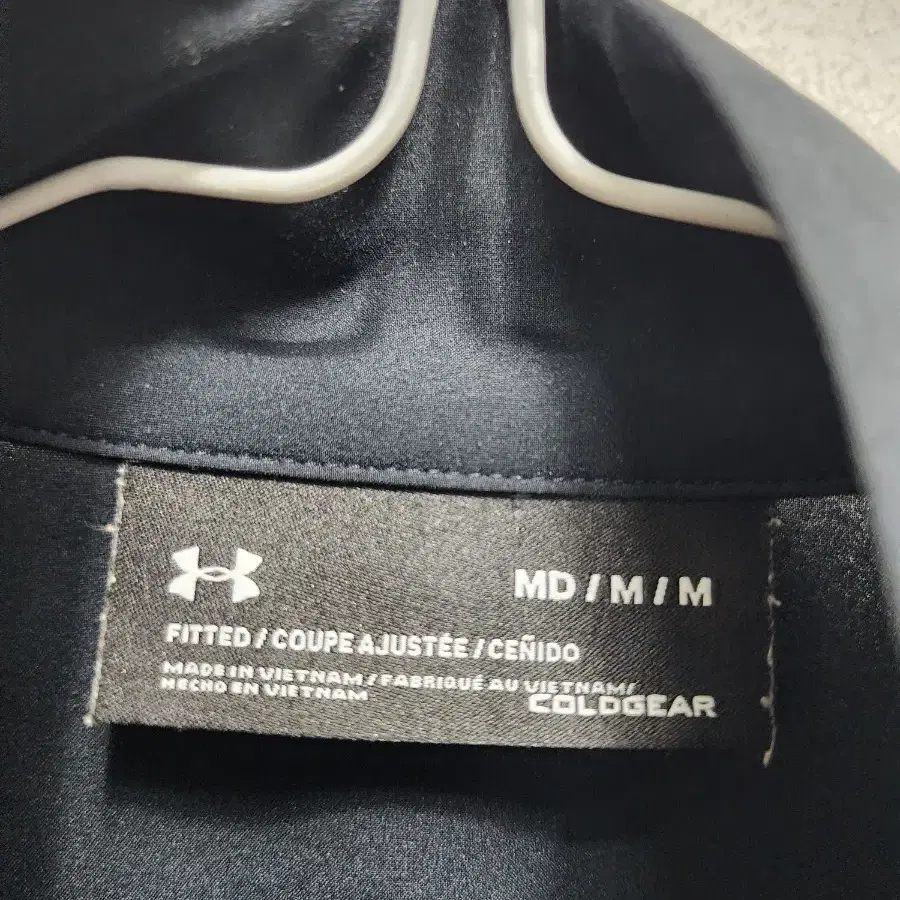 MD / M / M
FITTED / COUPE AJUSTÉE / CEÑIDO
MADE IN VIETNAM / FABRIQUÉ AU VIETNAM /
HECHO EN VIETNAM
COLDGEAR